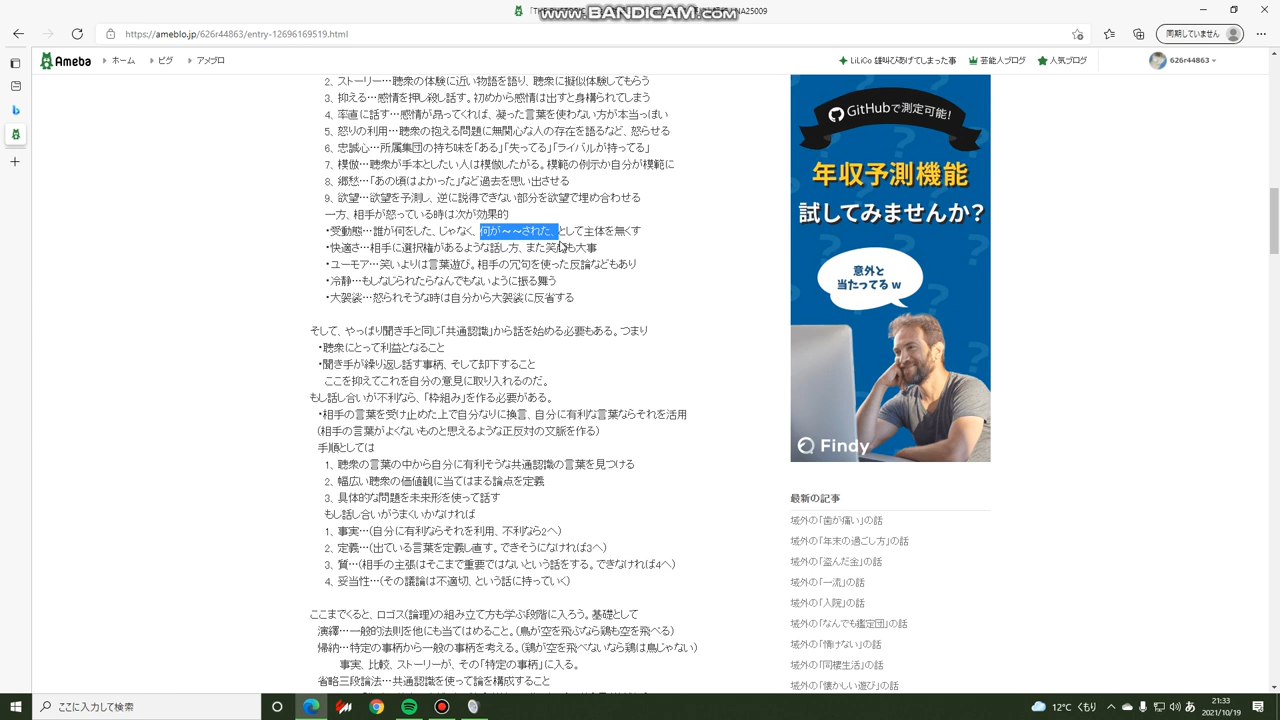 「THE
NA25009
www.BANDICAM.com
https://ameblo.jp/626r44863/entry-12696169519.html
同期していません
Ameba
ホーム
ピグ
アメブロ
LiLiCo 雄叫びあげてしまった事
芸能人ブログ
人気ブログ
626r44863
2、ストーリー…聴衆の体験に近い物語を語り、聴衆に擬似体験してもらう
3、抑える…感情を押し殺し話す。初めから感情は出すと身構られてしまう
4、率直に話す…感情が昂ってくれば、凝った言葉を使わない方が本当っぽい
5、怒りの利用…聴衆の抱える問題に無関心な人の存在を語るなど、怒らせる
6、忠誠心…所属集団の持ち味を「ある」「失ってる」「ライバルが持ってる」
7、模倣…聴衆が手本としたい人は模倣したがる。模範の例示か自分が模範に
8、郷愁…「あの頃はよかった」など過去を思い出させる
9、欲望…欲望を予測し、逆に説得できない部分を欲望で埋め合わせる
一方、相手が怒っている時は次が効果的
・受動態…誰が何をした、じゃなく、何が～～された、として主体を無くす
・快適さ…相手に選択権があるような話し方、また笑顔も大事
・ユーモア…笑いよりは言葉遊び。相手の冗句を使った反論などもあり
・冷静…もしなじられたらなんでもないように振る舞う
・大袈裟…怒られそうな時は自分から大袈裟に反省する
そして、やっぱり聞き手と同じ「共通認識」から話を始める必要もある。つまり
・聴衆にとって利益となること
・聞き手が繰り返し話す事柄、そして却下すること
ここを抑えてこれを自分の意見に取り入れるのだ。
もし話し合いが不利なら、「枠組み」を作る必要がある。
・相手の言葉を受け止めた上で自分なりに換言、自分に有利な言葉ならそれを活用
(相手の言葉がよくないものと思えるような正反対の文脈を作る)
手順としては
1、聴衆の言葉の中から自分に有利そうな共通認識の言葉を見つける
2、幅広い聴衆の価値観に当てはまる論点を定義
3、具体的な問題を未来形を使って話す
もし話し合いがうまくいかなければ
1、事実…(自分に有利ならそれを利用、不利なら2へ)
2、定義…(出ている言葉を定義し直す。できそうになければ3へ)
3、質…(相手の主張はそこまで重要ではないという話をする。できなければ4へ)
4、妥当性…(その議論は不適切、という話に持っていく)
ここまでくると、ロゴス(論理)の組み立て方も学ぶ段階に入ろう。基礎として
演繹…一般的法則を他にも当てはめること。(鳥が空を飛ぶなら鶏も空を飛べる)
帰納…特定の事柄から一般の事柄を考える。(鶏が空を飛べないなら鶏は鳥じゃない)
事実、比較、ストーリーが、その「特定の事柄」に入る。
省略三段論法…共通認識を使って論を構成すること
GitHubで測定可能!
年収予測機能
試してみませんか?
意外と
当たってるw
Findy
最新の記事
域外の「歯が痛い」の話
域外の「年末の過ごし方」の話
域外の「盗んだ金」の話
域外の「一流」の話
域外の「入院」の話
域外の「なんでも鑑定団」の話
域外の「情けない」の話
域外の「同棲生活」の話
域外の「懐かしい遊び」の話
ここに入力して検索
12°C くもり
あ
21:33
2021/10/19